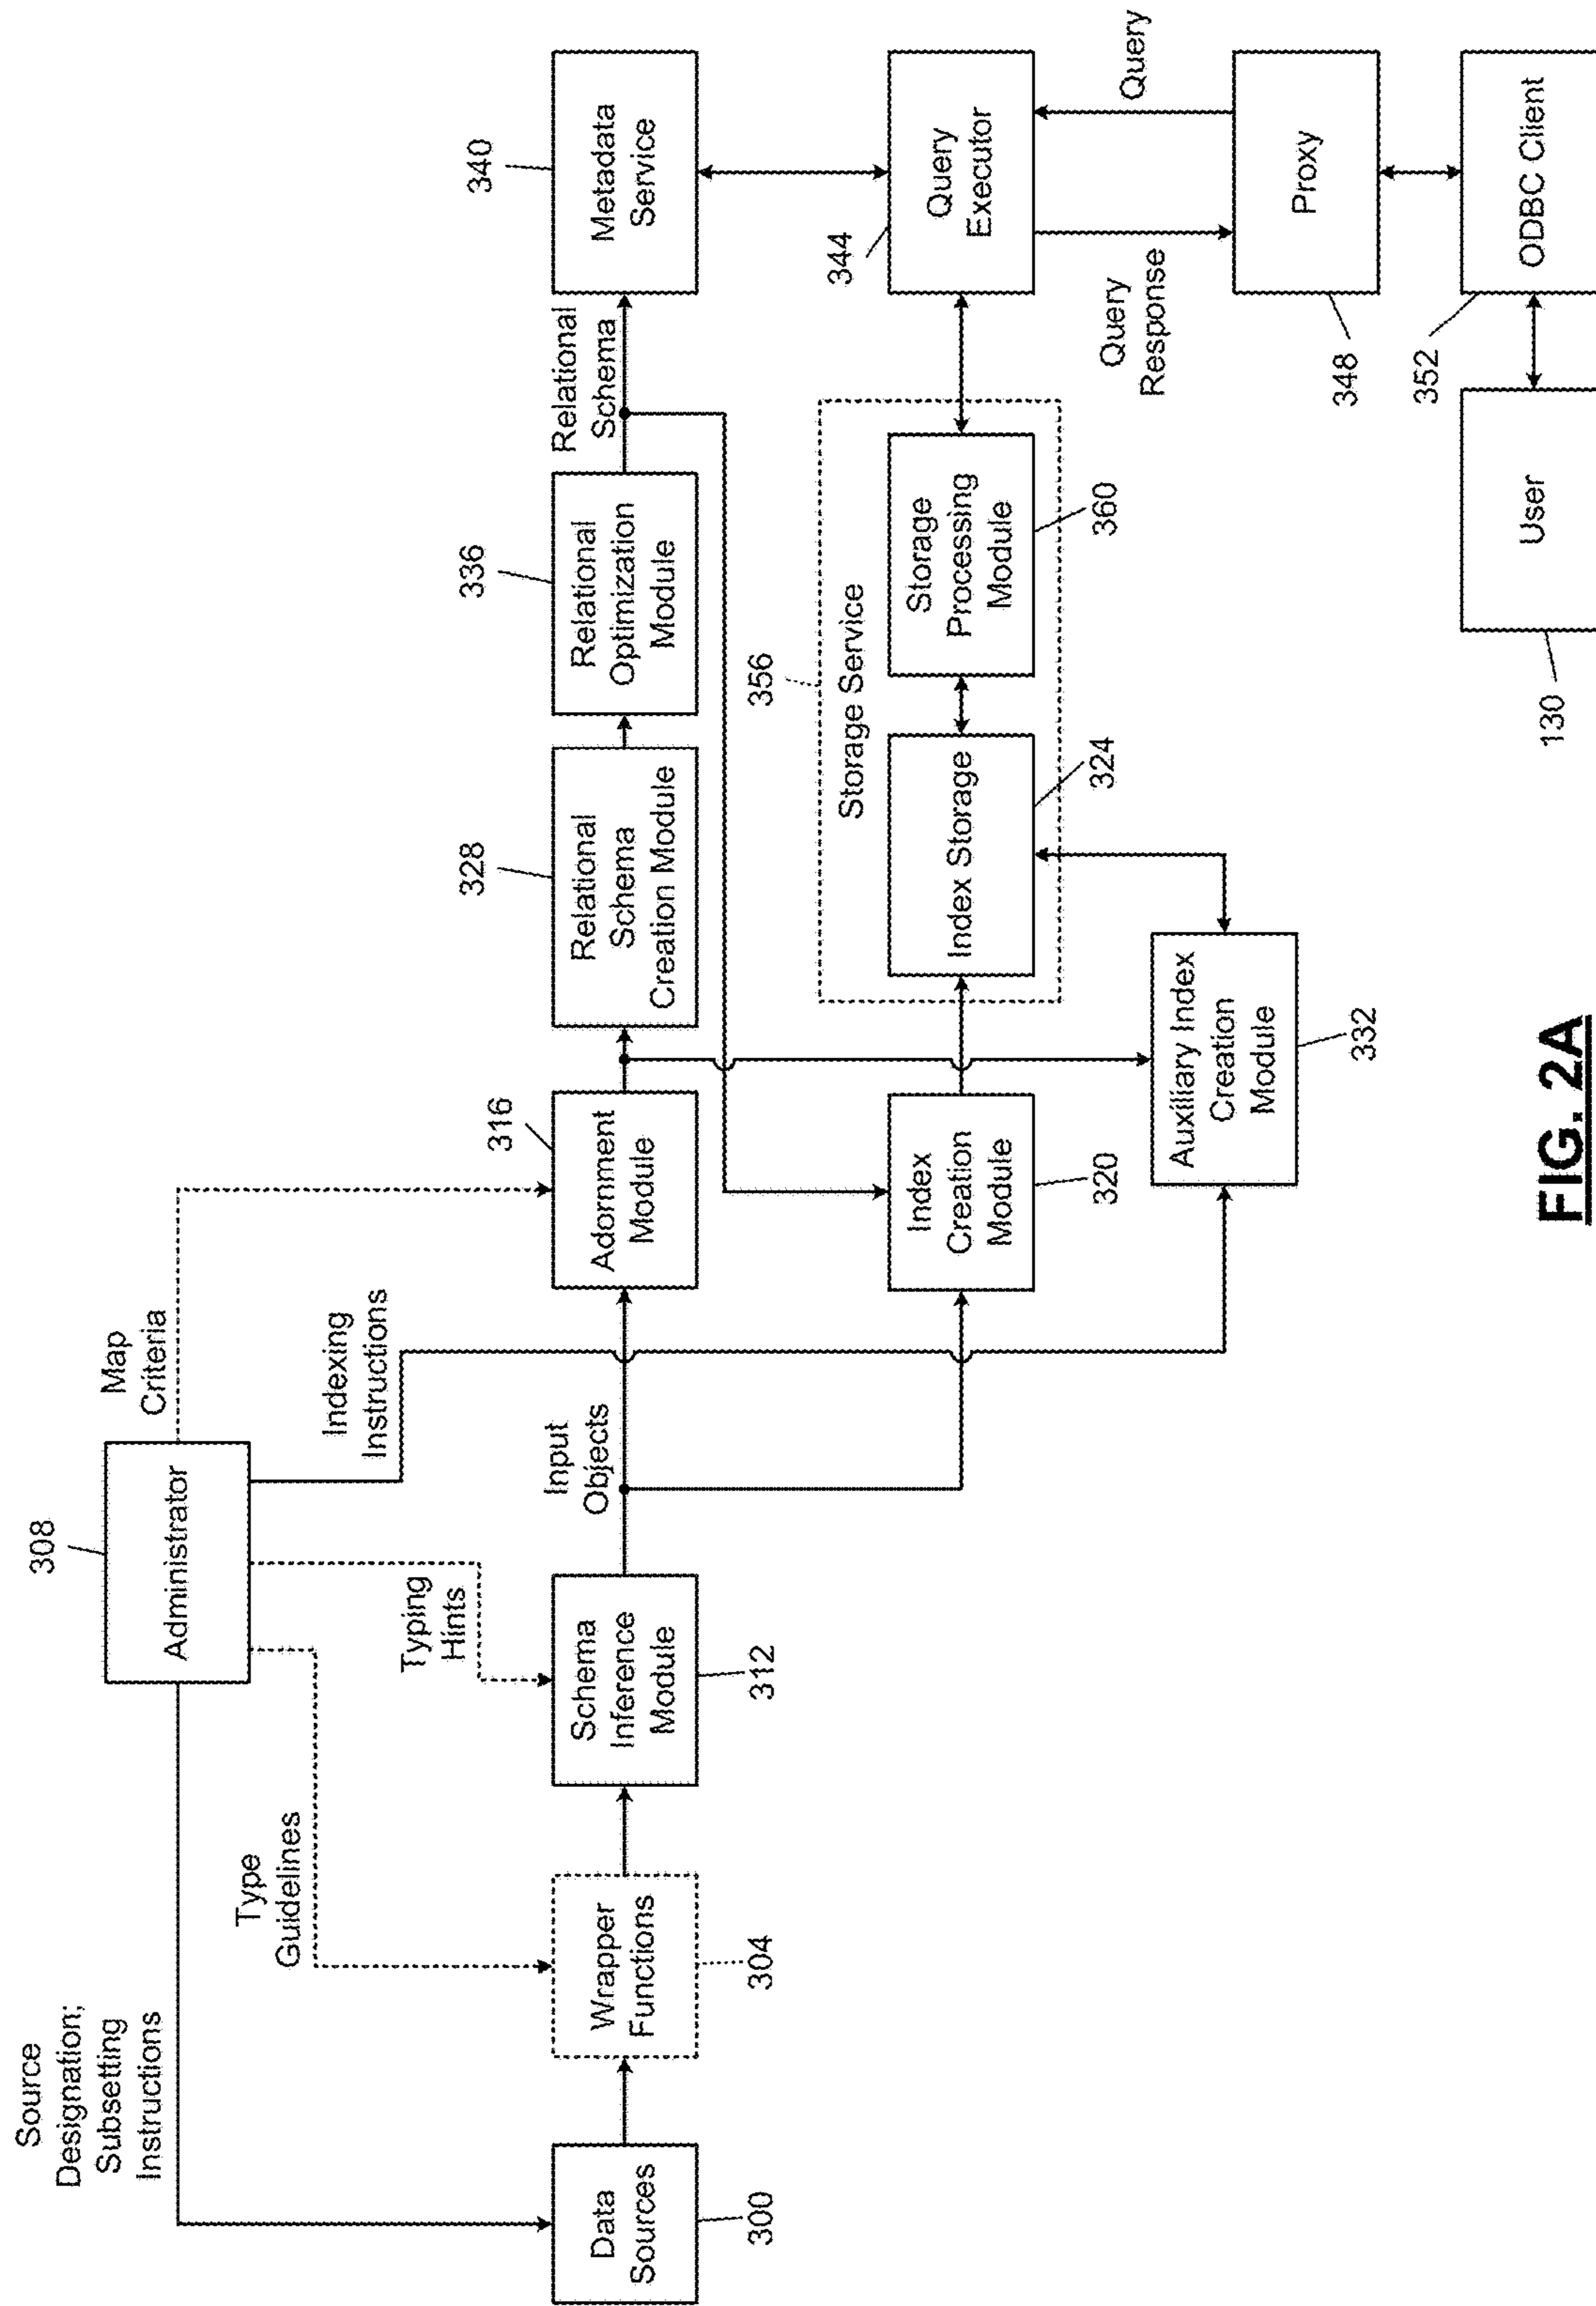 Source
Designation;
Subsetting
Instructions
308
Administrator
Map
Criteria
Type
Guidelines
Typing
Hints
Indexing
Instructions
Data
Sources
300
Wrapper
Functions
304
Schema
Inference
Module
312
Input
Objects
316
Adornment
Module
328
Relational
Schema
Creation Module
336
Relational
Optimization
Module
Relational
Schema
340
Metadata
Service
Index
Creation
Module
320
356
Storage Service
Index Storage
324
Storage
Processing
Module
360
344
Query
Executor
Auxiliary Index
Creation
Module
332
Query
Response
Query
348
Proxy
352
ODBC Client
User
130
FIG. 2A